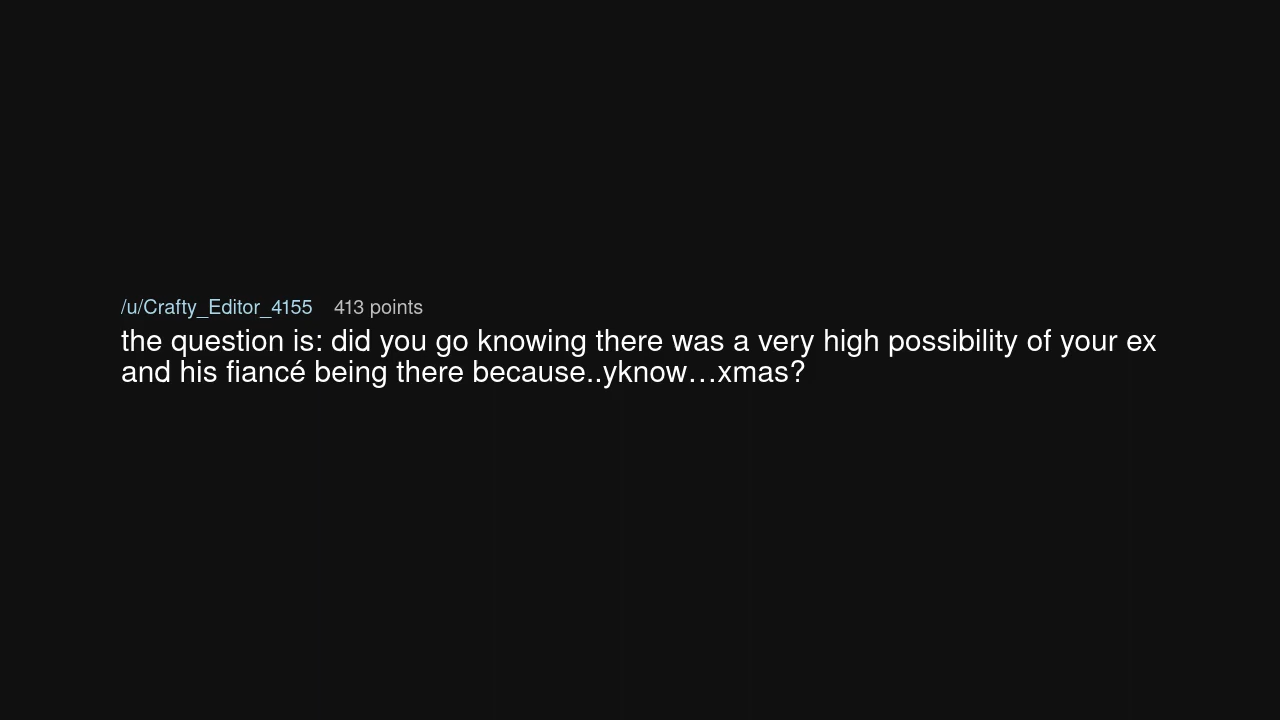 /u/Crafty_Editor_4155 413 points
the question is: did you go knowing there was a very high possibility of your ex
and his fiancé being there because..yknow…xmas?